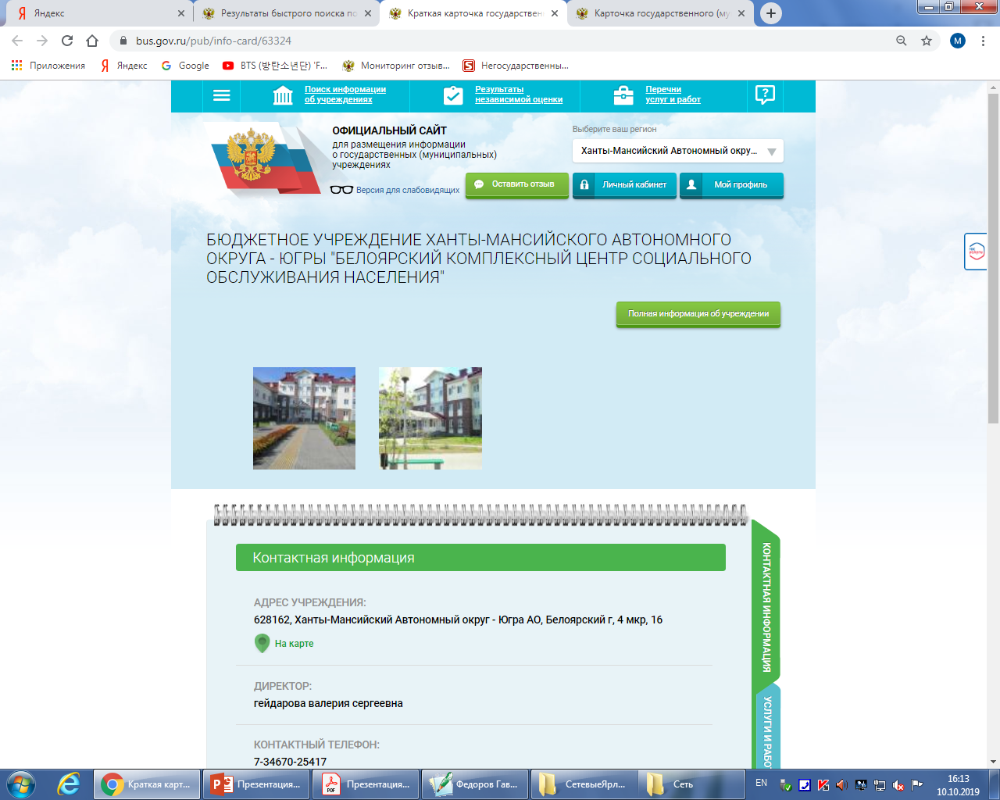 Яндекс
Результаты быстрого поиска по
Краткая карточка государствен
Карточка государственного (му
bus.gov.ru/pub/info-card/63324
M
Приложения
Яндекс
Google
BTS (방탄소년단) 'F...
Мониторинг отзыв...
Негосударственны...
Поиск информации
об учреждениях
Результаты
независимой оценки
Перечни
услуг и работ
ОФИЦИАЛЬНЫЙ САЙТ
для размещения информации
о государственных (муниципальных)
учреждениях
Версия для слабовидящих
Выберите ваш регион
Ханты-Мансийский Автономный окру...
Оставить отзыв
Личный кабинет
Мой профиль
БЮДЖЕТНОЕ УЧРЕЖДЕНИЕ ХАНТЫ-МАНСИЙСКОГО АВТОНОМНОГО
ОКРУГА - ЮГРЫ "БЕЛОЯРСКИЙ КОМПЛЕКСНЫЙ ЦЕНТР СОЦИАЛЬНОГО
ОБСЛУЖИВАНИЯ НАСЕЛЕНИЯ"
гос
услуги
Полная информация об учреждении
Контактная информация
АДРЕС УЧРЕЖДЕНИЯ:
628162, Ханты-Мансийский Автономный округ - Югра АО, Белоярский г, 4 мкр, 16
На карте
ДИРЕКТОР:
гейдарова валерия сергеевна
КОНТАКТНЫЙ ТЕЛЕФОН:
7-34670-25417
КОНТАКТНАЯ ИНФОРМАЦИЯ
УСЛУГИ И РАБО
Краткая карт...
Презентация...
Презентация...
Федоров Гав...
СетевыеЯрл...
Сеть
EN
16:13
10.10.2019